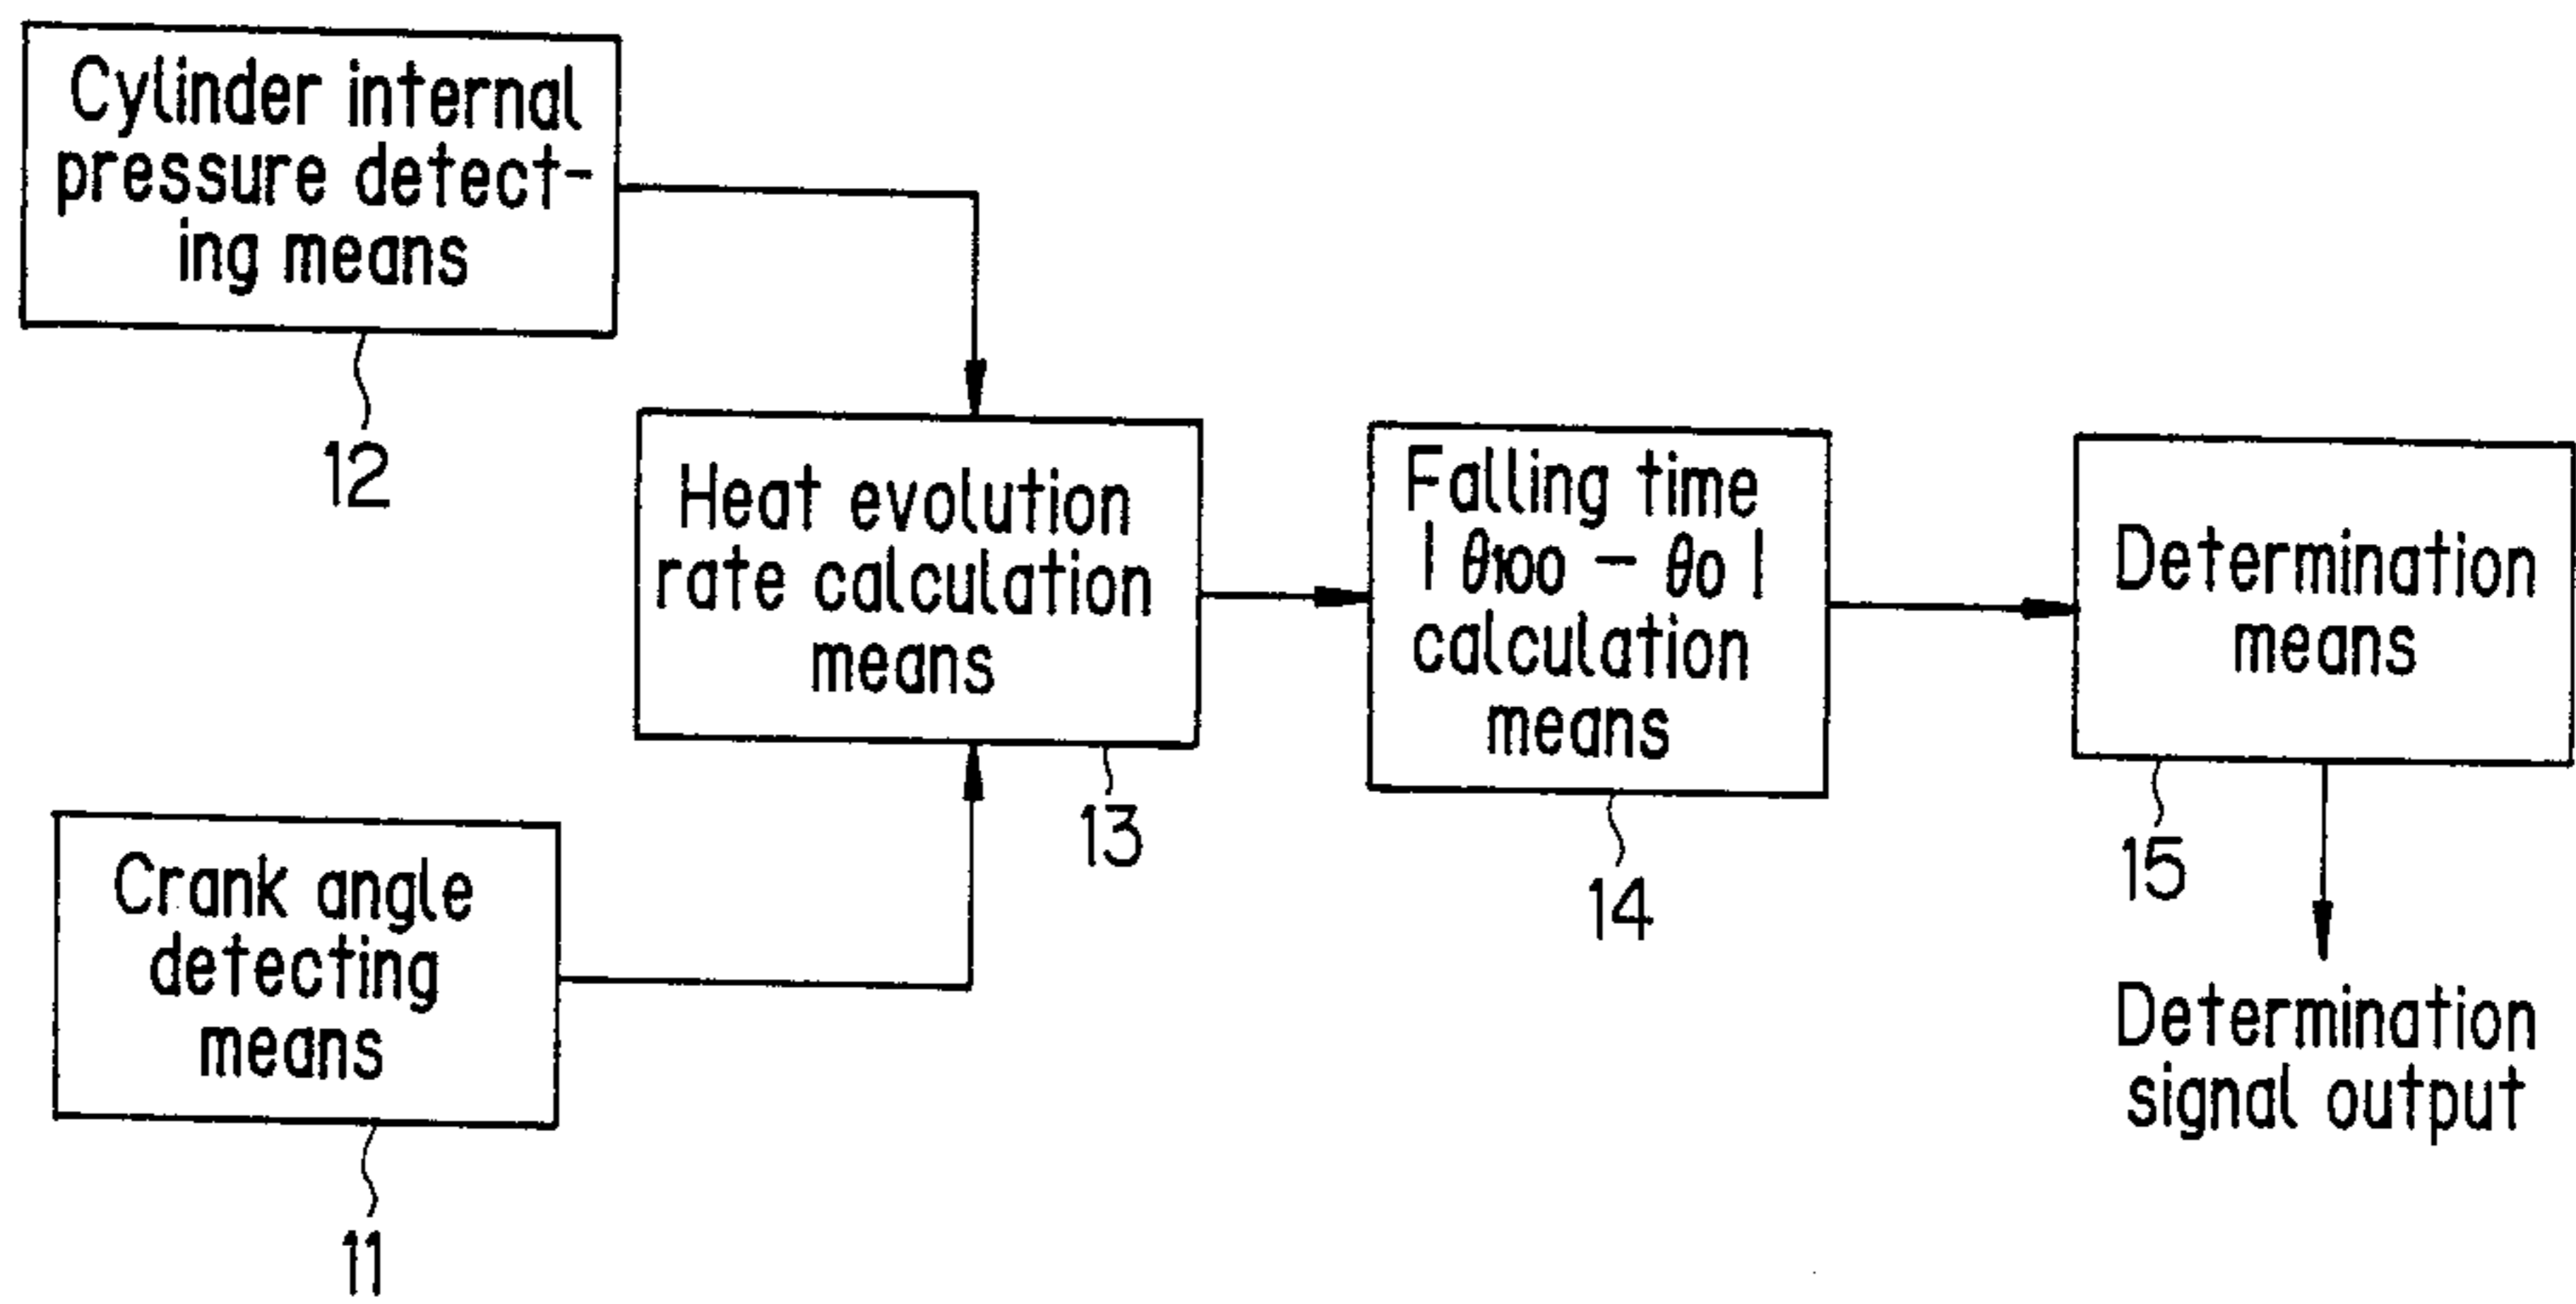 Cylinder internal
pressure detect-
ing means
12
Heat evolution
rate calculation
means
13
Falling time
| θ100 - θ0 |
calculation
means
14
Determination
means
15
Crank angle
detecting
means
11
Determination
signal output